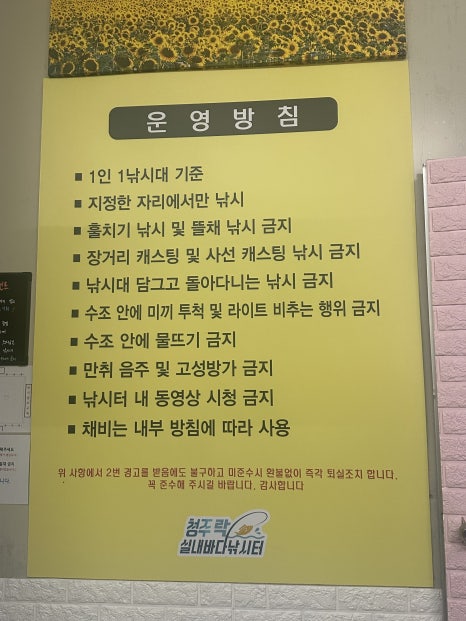 운영방침
■ 1인 1낚시대 기준
■ 지정한 자리에서만 낚시
■ 훌치기 낚시 및 뜰채 낚시 금지
■ 장거리 캐스팅 및 사선 캐스팅 낚시 금지
■ 낚시대 담그고 돌아다니는 낚시 금지
■ 수조 안에 미끼 투척 및 라이트 비추는 행위 금지
■ 수조 안에 물뜨기 금지
■ 만취 음주 및 고성방가 금지
■ 낚시터 내 동영상 시청 금지
■ 채비는 내부 방침에 따라 사용
위 사항에서 2번 경고를 받음에도 불구하고 미준수시 환불없이 즉각 퇴실조치 합니다.
꼭 준수해 주시길 바랍니다. 감사합니다
청주락
실내바다낚시터